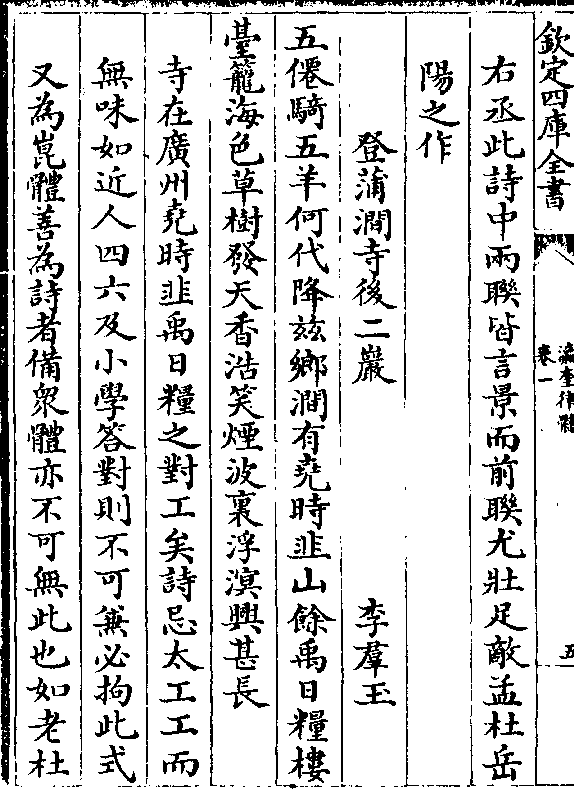 欽定四庫全書
瀛奎律髓
卷一
五
右丞此詩中兩聯皆言景而前聯尤壯足敵孟杜岳
陽之作
登蒲澗寺後二巖 李羣玉
五僊騎五羊何代降兹鄉澗有堯時韭山餘禹日糧樓
臺籠海色草樹發天香浩笑煙波裏浮溟興甚長
寺在廣州堯時韭禹日糧之對工矣詩忌太工工而
無味如近人四六及小學答對則不可兼必拘此式
又為崑體善為詩者備衆體亦不可無此也如老杜